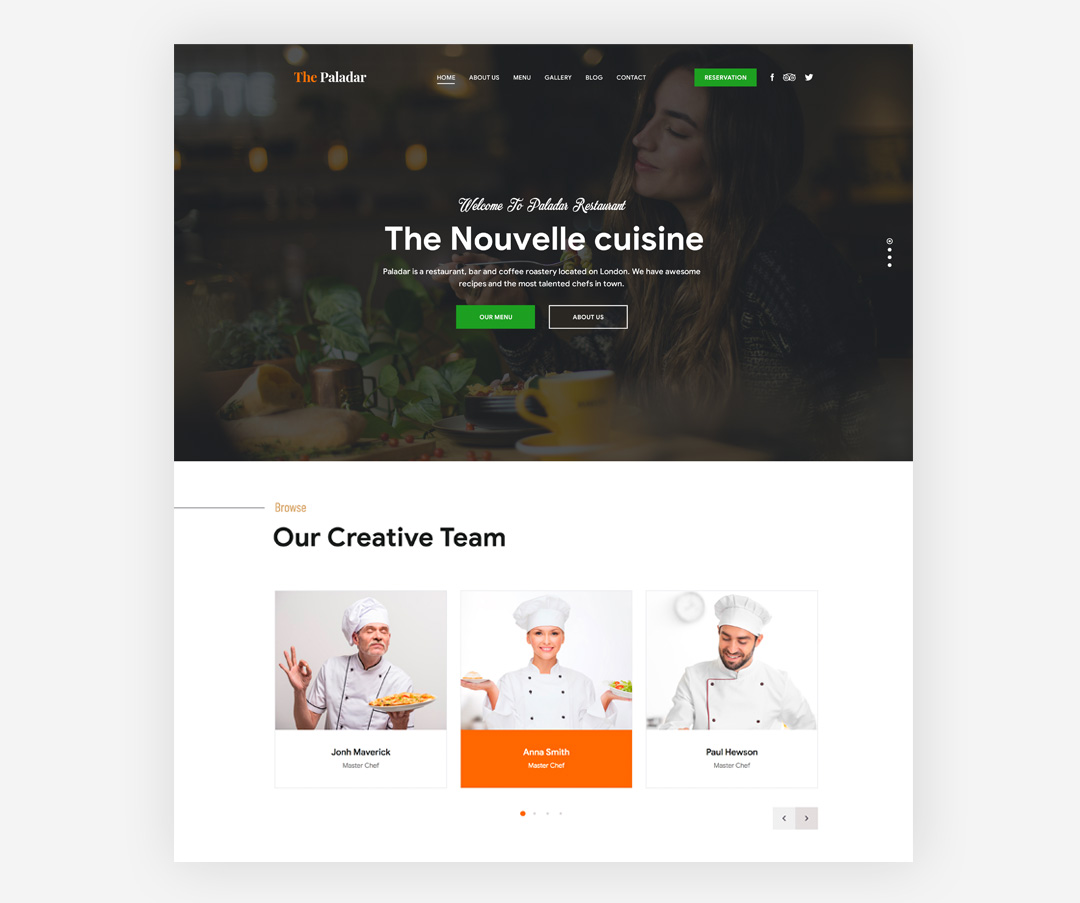 The Paladar
HOME ABOUT US MENU GALLERY BLOG CONTACT
RESERVATION
Welcome To Paladar Restaurant
The Nouvelle cuisine
Paladar is a restaurant, bar and coffee roastery located on London. We have awesome
recipes and the most talented chefs in town.
OUR MENU
ABOUT US
Browse
Our Creative Team
Jonh Maverick
Master Chef
Anna Smith
Master Chef
Paul Hewson
Master Chef